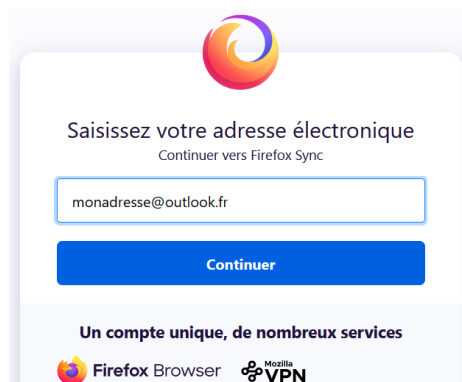 Saisissez votre adresse électronique
Continuer vers Firefox Sync
monadresse@outlook.fr
Continuer
Un compte unique, de nombreux services
Firefox Browser
Mozilla
VPN